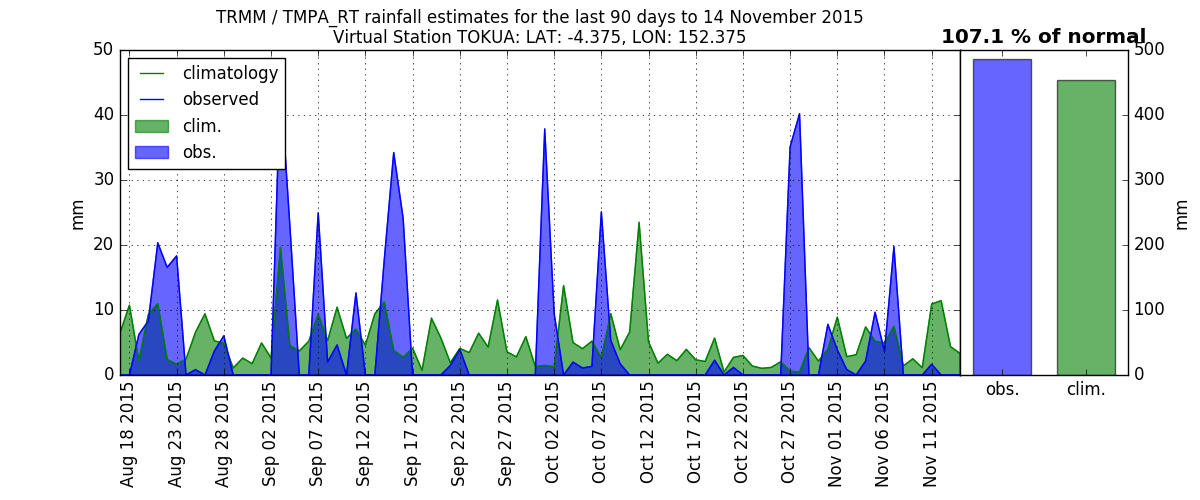 TRMM / TMPA_RT rainfall estimates for the last 90 days to 14 November 2015
Virtual Station TOKUA: LAT: -4.375, LON: 152.375
107.1 % of normal
50
40
30
20
10
0
mm
climatology
observed
clim.
obs.
Aug 18 2015
Aug 23 2015
Aug 28 2015
Sep 02 2015
Sep 07 2015
Sep 12 2015
Sep 17 2015
Sep 22 2015
Sep 27 2015
Oct 02 2015
Oct 07 2015
Oct 12 2015
Oct 17 2015
Oct 22 2015
Oct 27 2015
Nov 01 2015
Nov 06 2015
Nov 11 2015
500
400
300
200
100
0
mm
obs.
clim.